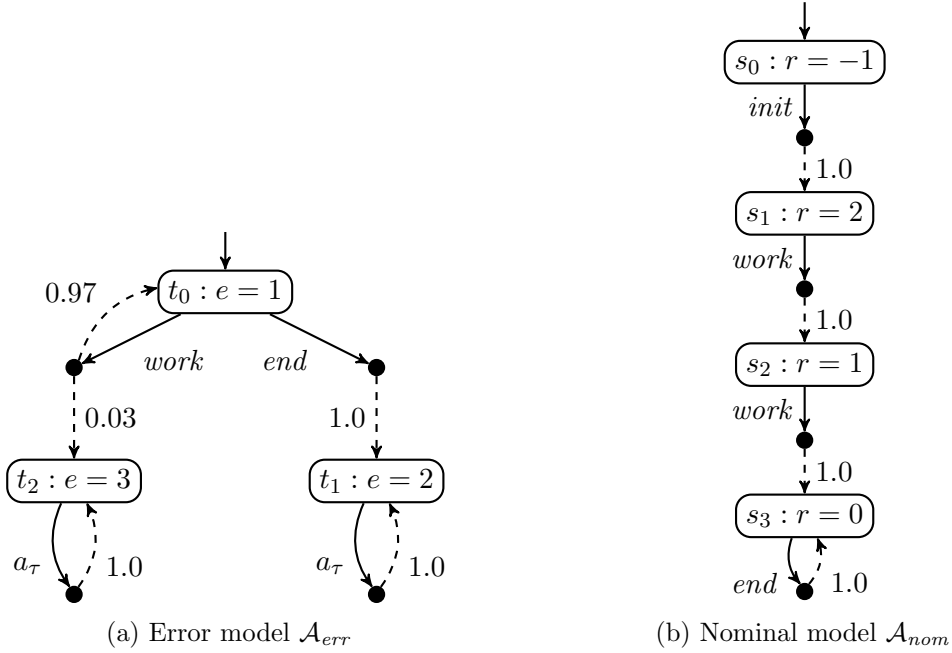 s₀ : r = −1
init
1.0
s₁ : r = 2
work
1.0
s₂ : r = 1
work
1.0
s₃ : r = 0
end
1.0
(b) Nominal model 𝒜nom
t₀ : e = 1
0.97
work
end
0.03
1.0
t₂ : e = 3
t₁ : e = 2
aτ
1.0
aτ
1.0
(a) Error model 𝒜err